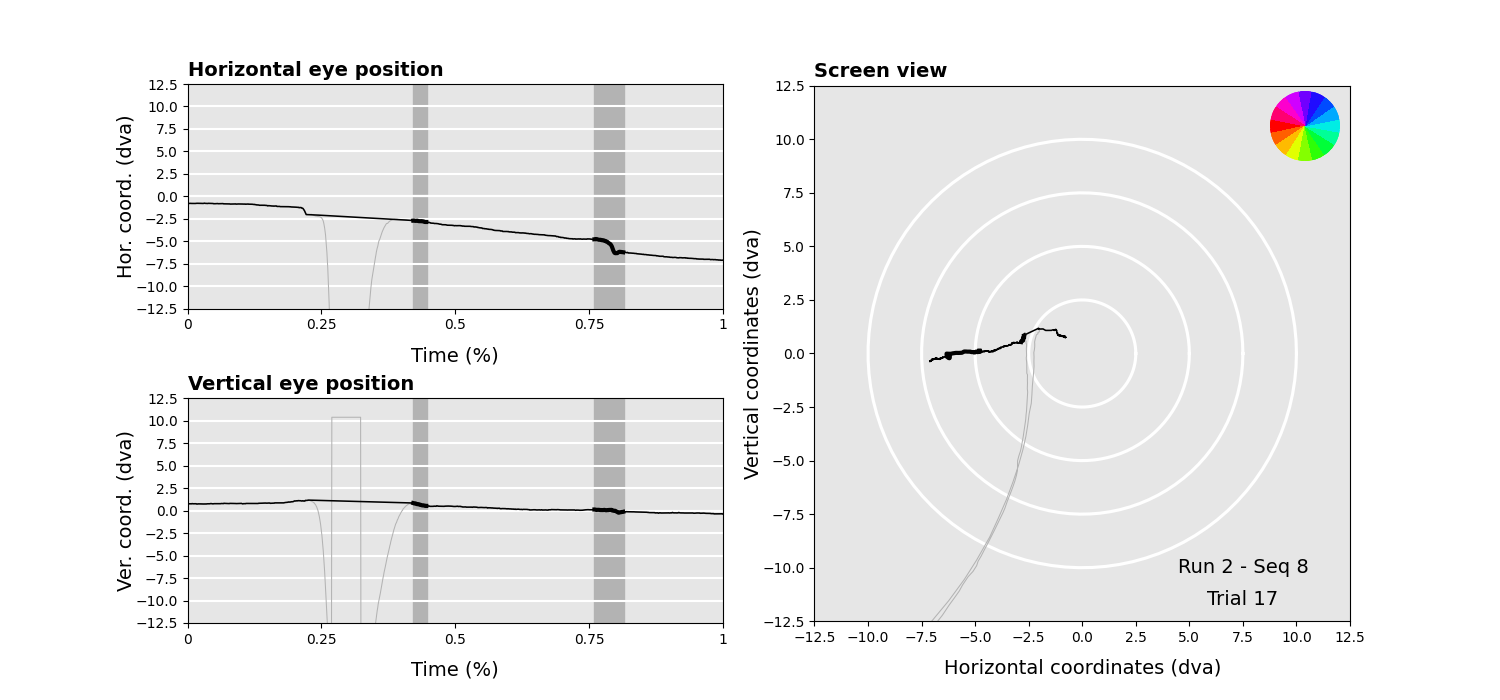 Horizontal eye position
12.5
10.0
7.5
5.0
2.5
0.0
−2.5
−5.0
−7.5
−10.0
−12.5
Hor. coord. (dva)
0 0.25 0.5 0.75 1
Time (%)
Vertical eye position
12.5
10.0
7.5
5.0
2.5
0.0
−2.5
−5.0
−7.5
−10.0
−12.5
Ver. coord. (dva)
0 0.25 0.5 0.75 1
Time (%)
Screen view
12.5
10.0
7.5
5.0
2.5
0.0
−2.5
−5.0
−7.5
−10.0
−12.5
Vertical coordinates (dva)
Run 2 - Seq 8
Trial 17
−12.5 −10.0 −7.5 −5.0 −2.5 0.0 2.5 5.0 7.5 10.0 12.5
Horizontal coordinates (dva)